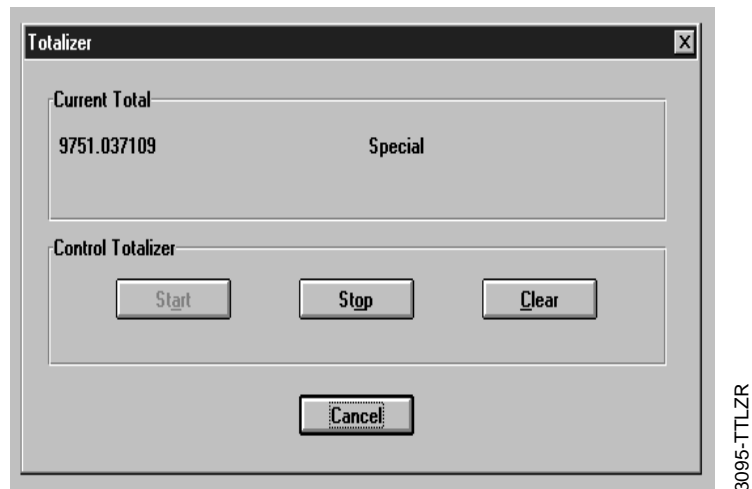 Totalizer
X
Current Total
9751.037109 Special
Control Totalizer
Start Stop Clear
Cancel
3095-TTLZR